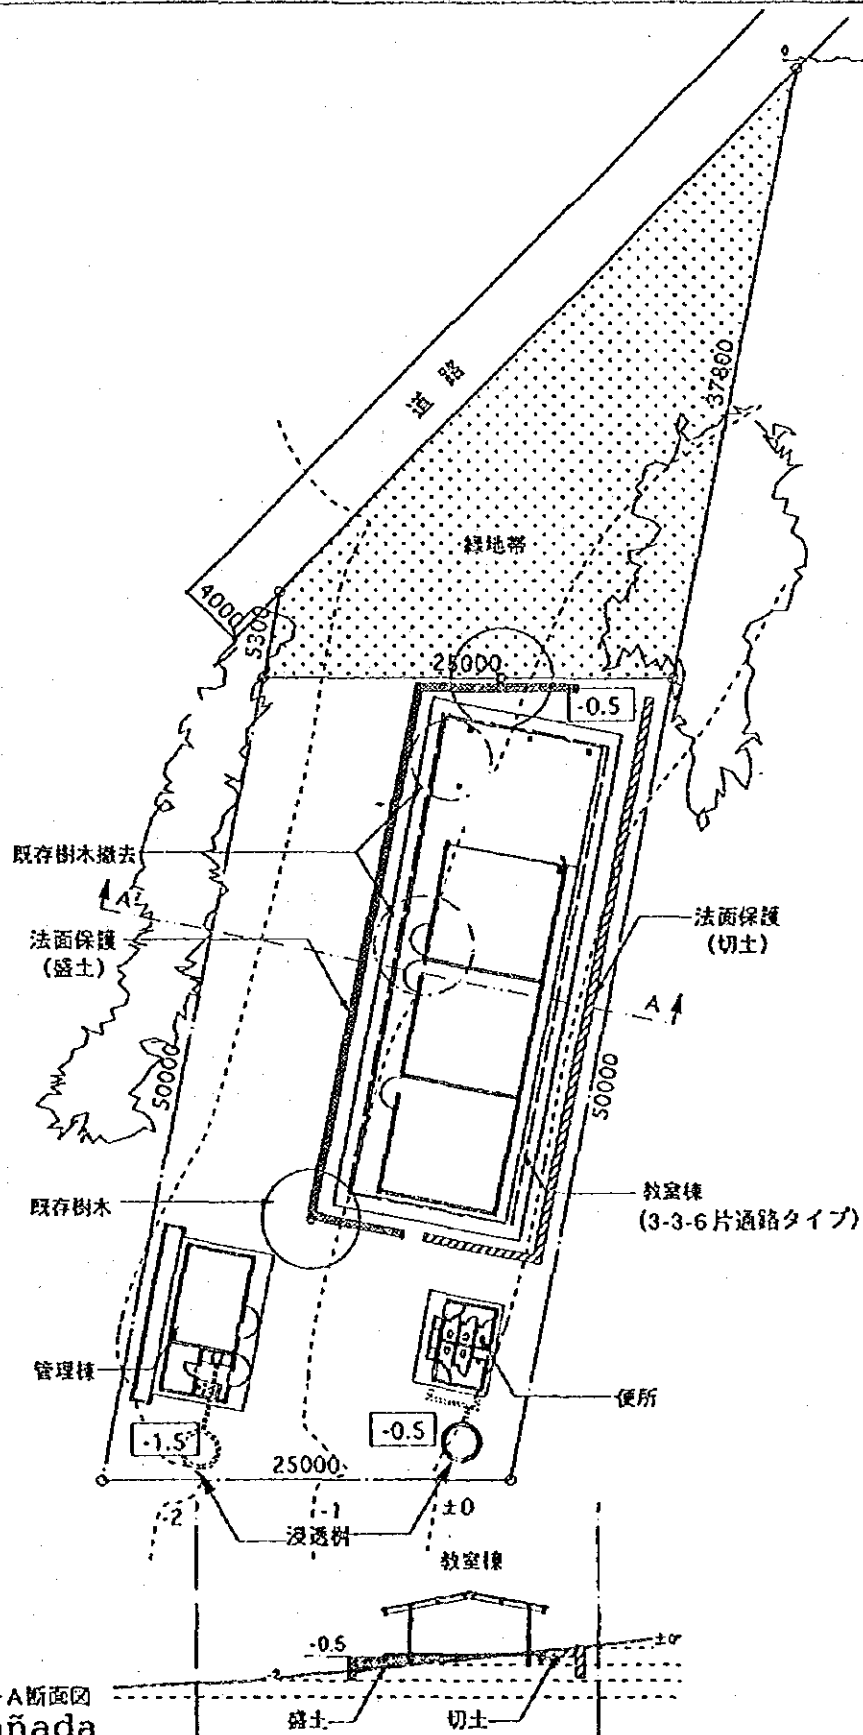 道路
37800
緑地帯
4000
5300
25000
-0.5
既存樹木撤去
A
法面保護
(盛土)
法面保護
(切土)
A
50000
50000
既存樹木
教室棟
(3-3-6片通路タイプ)
管理棟
便所
-1.5
-0.5
25000
-2
-1
±0
浸透桝
教室棟
-0.5
±0
-2
A断面図
盛土
切土
ñada